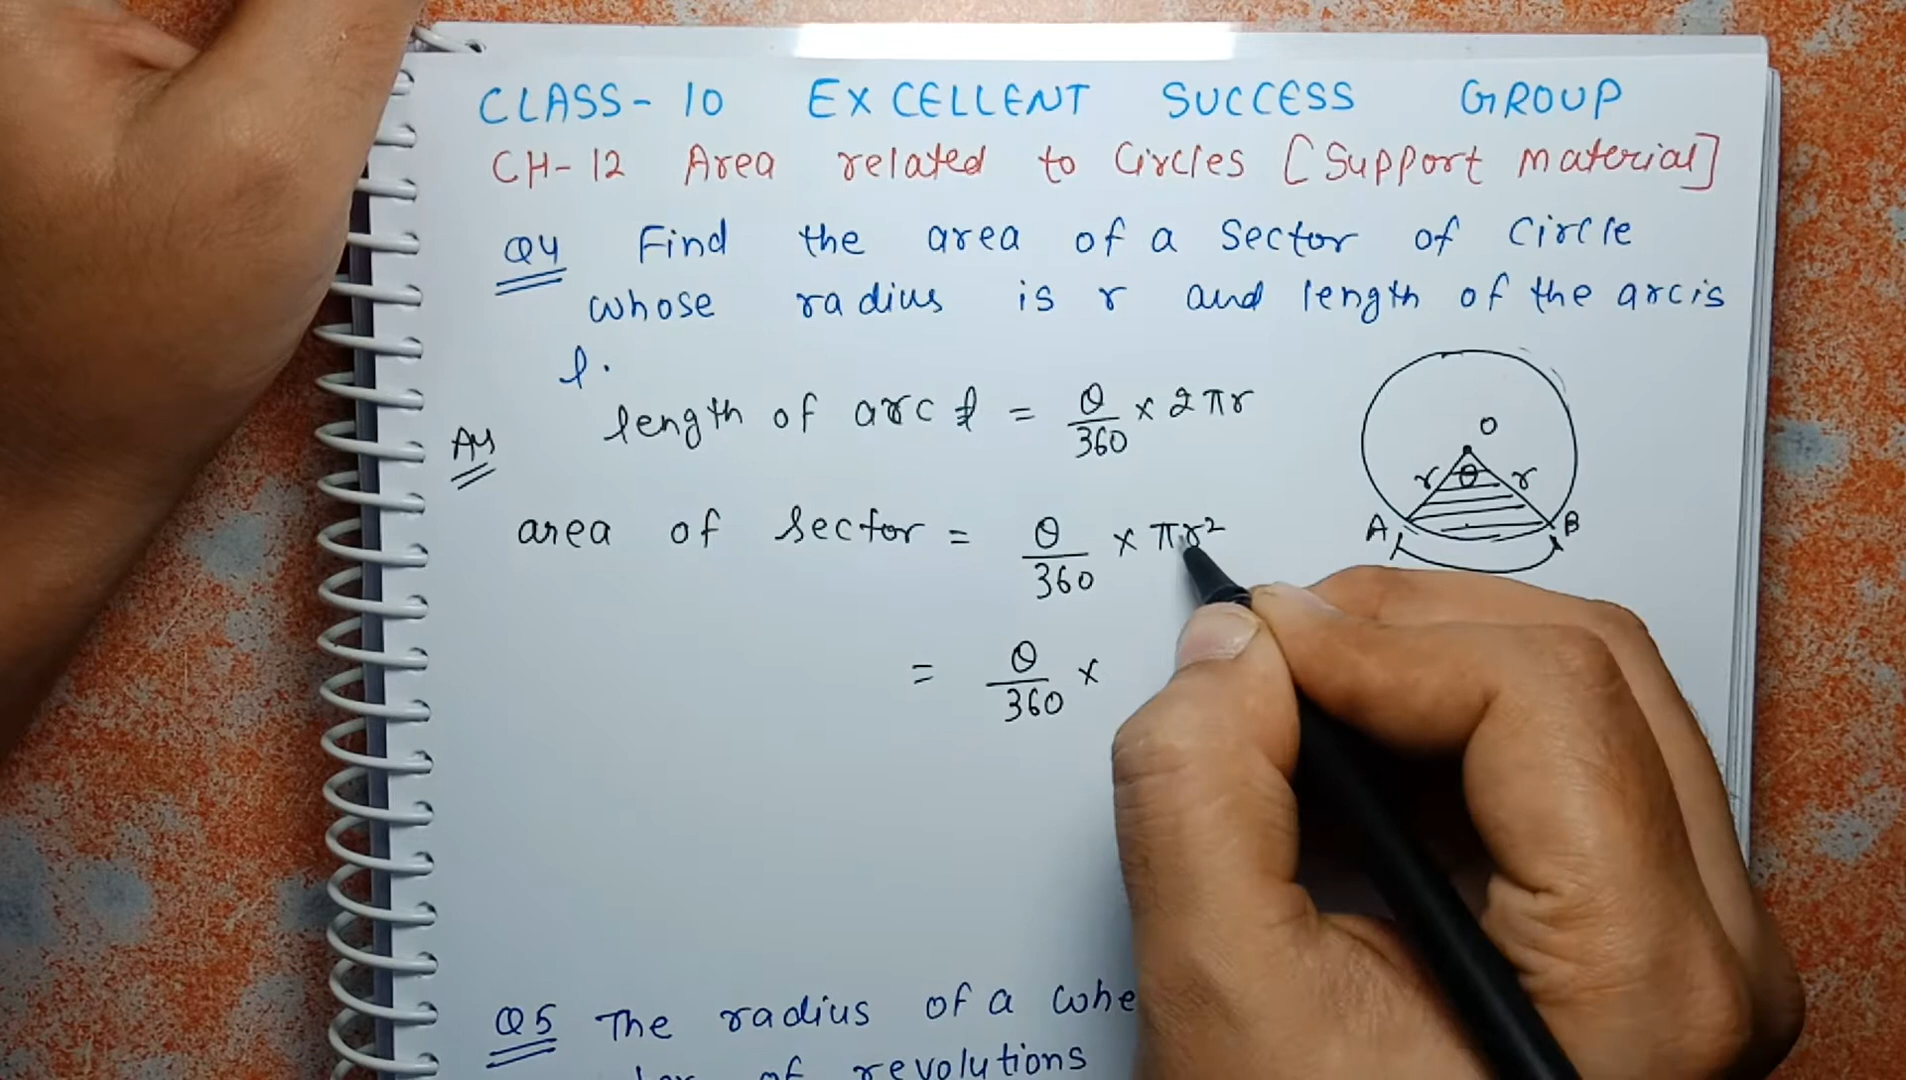 CLASS-10 EXCELLENT SUCCESS GROUP
CH-12 Area related to Circles [Support material]
Q4 Find the area of a Sector of Circle
whose radius is r and length of the arc is
l.
Ans length of arc l = θ/360 × 2πr
area of sector = θ/360 × πr²
= θ/360 ×
O
r θ r
A B
Q5 The radius of a
of revolutions